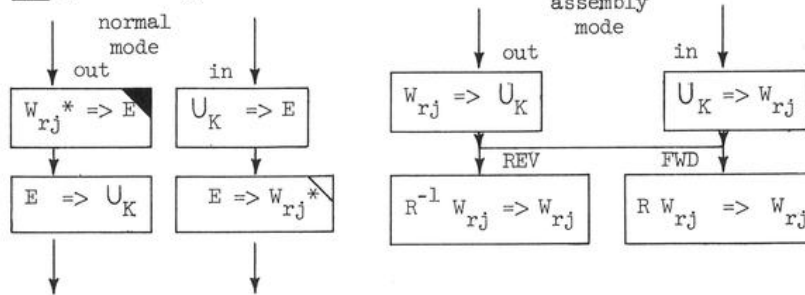 normal
mode
out in
W_rj* => E
U_K => E
E => U_K
E => W_rj*
assembly
mode
out in
W_rj => U_K
U_K => W_rj
REV FWD
R^-1 W_rj => W_rj
R W_rj => W_rj